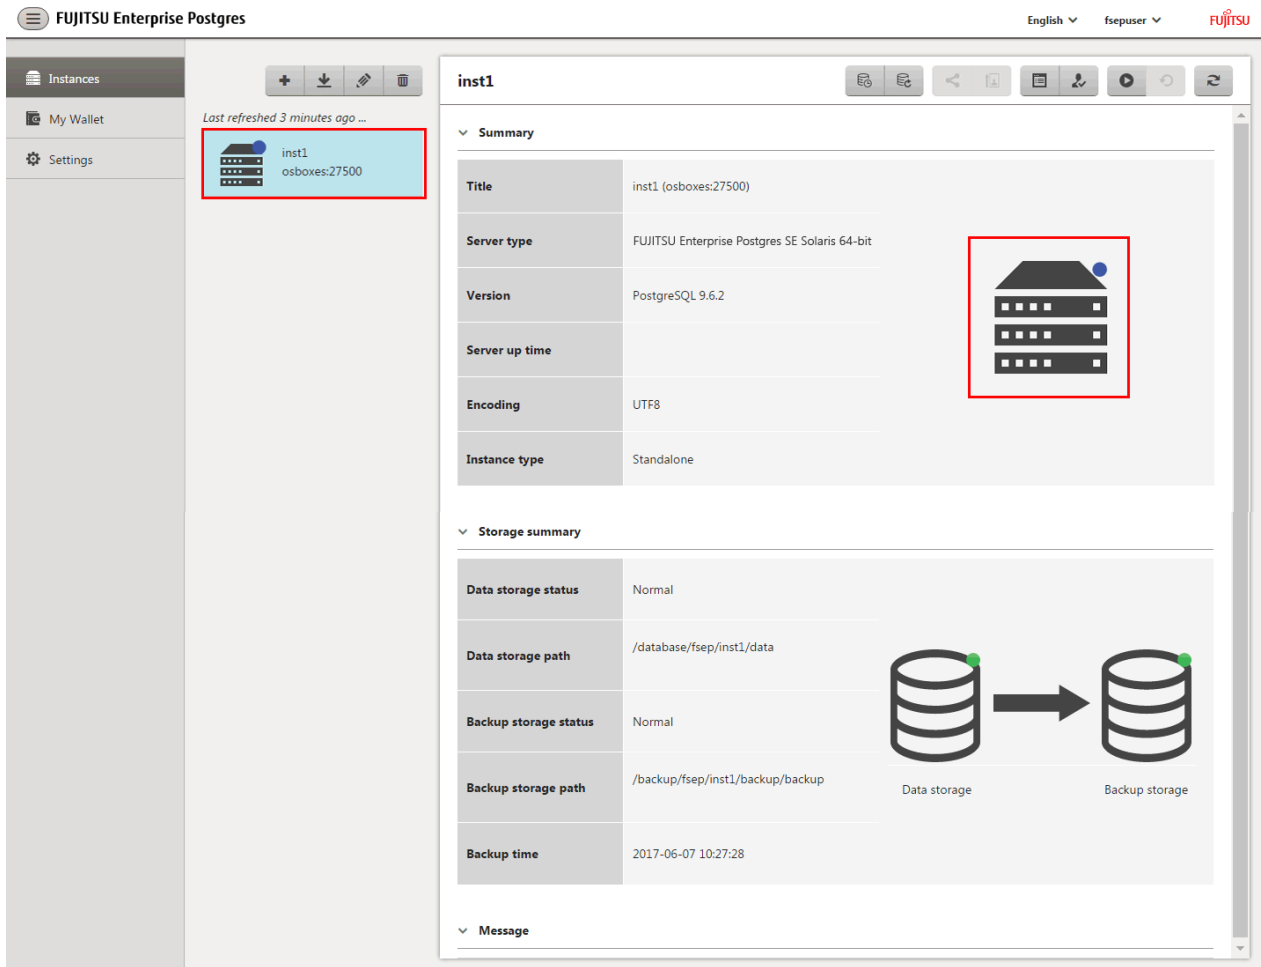 FUJITSU Enterprise Postgres
English
fsepuser
FUJITSU
Instances
My Wallet
Settings
Last refreshed 3 minutes ago ...
inst1
osboxes:27500
inst1
Summary
Title inst1 (osboxes:27500)
Server type FUJITSU Enterprise Postgres SE Solaris 64-bit
Version PostgreSQL 9.6.2
Server up time
Encoding UTF8
Instance type Standalone
Storage summary
Data storage status Normal
Data storage path /database/fsep/inst1/data
Backup storage status Normal
Backup storage path /backup/fsep/inst1/backup/backup
Backup time 2017-06-07 10:27:28
Data storage
Backup storage
Message